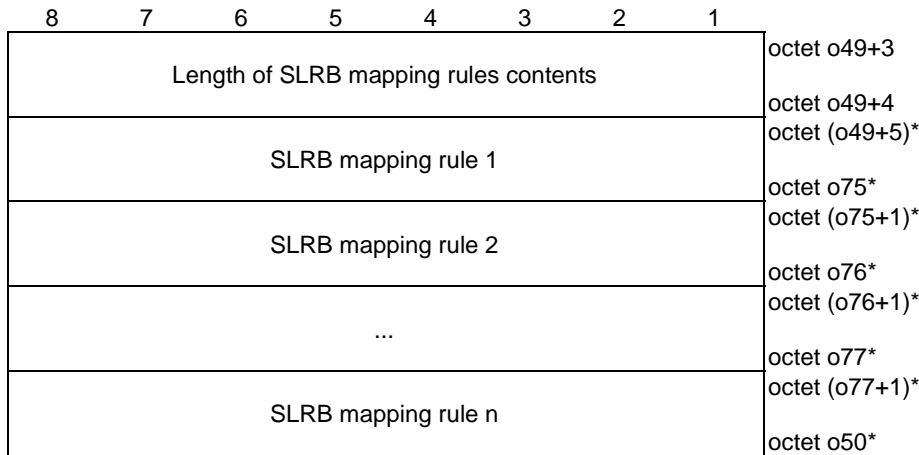 8 7 6 5 4 3 2 1
octet o49+3
Length of SLRB mapping rules contents
octet o49+4
octet (o49+5)*
SLRB mapping rule 1
octet o75*
octet (o75+1)*
SLRB mapping rule 2
octet o76*
octet (o76+1)*
...
octet o77*
octet (o77+1)*
SLRB mapping rule n
octet o50*